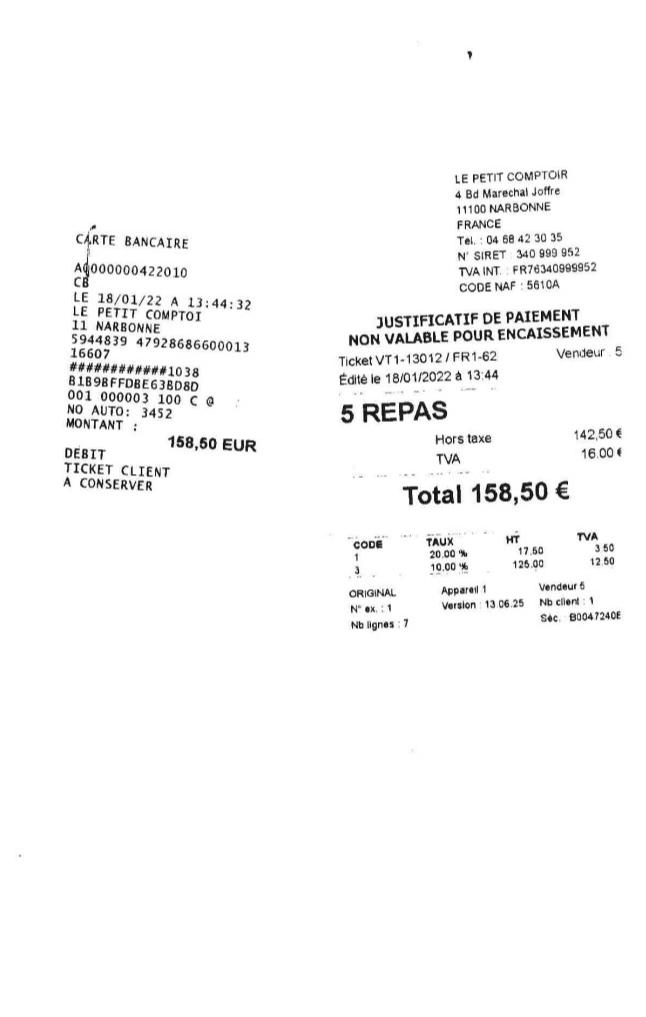 CARTE BANCAIRE
A0000000422010
CB
LE 18/01/22 A 13:44:32
LE PETIT COMPTOI
11 NARBONNE
5944839 47928686600013
16607
############1038
B1B9BFFDBE63BD8D
001 000003 100 C @
NO AUTO: 3452
MONTANT :
158,50 EUR
DEBIT
TICKET CLIENT
A CONSERVER
LE PETIT COMPTOIR
4 Bd Marechal Joffre
11100 NARBONNE
FRANCE
Tel. : 04 68 42 30 35
N° SIRET : 340 999 952
TVA INT. : FR76340999952
CODE NAF : 5610A
JUSTIFICATIF DE PAIEMENT
NON VALABLE POUR ENCAISSEMENT
Ticket VT1-13012 / FR1-62 Vendeur : 5
Édité le 18/01/2022 à 13:44
5 REPAS
Hors taxe 142,50 €
TVA 16.00 €
Total 158,50 €
CODE TAUX HT TVA
1 20.00 % 17.50 3.50
3 10.00 % 125.00 12.50
ORIGINAL Appareil 1 Vendeur 5
N° ex. : 1 Version : 13.06.25 Nb client : 1
Nb lignes : 7 Séc. : B0047240E